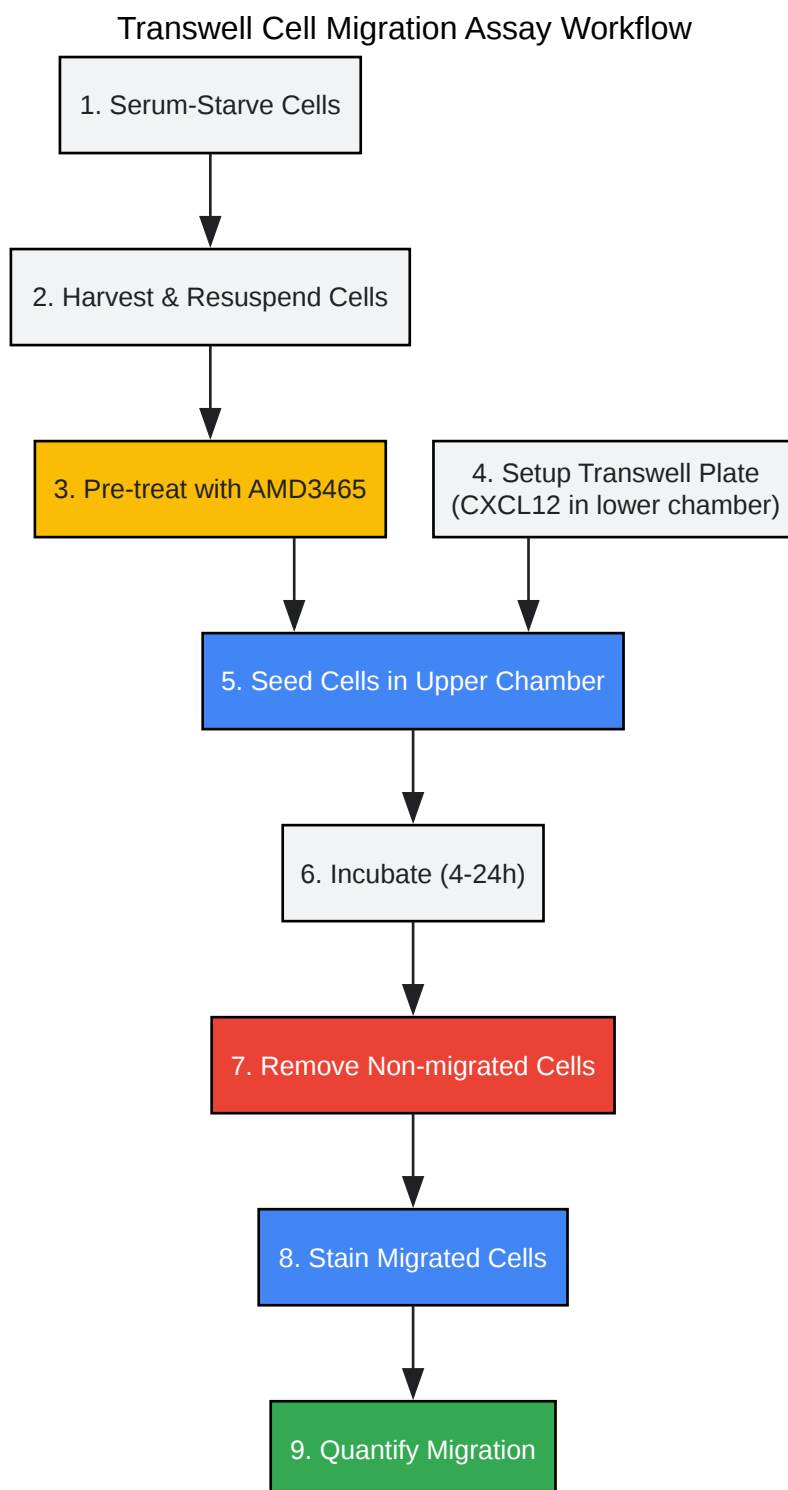 Transwell Cell Migration Assay Workflow
1. Serum-Starve Cells
2. Harvest & Resuspend Cells
3. Pre-treat with AMD3465
4. Setup Transwell Plate
(CXCL12 in lower chamber)
5. Seed Cells in Upper Chamber
6. Incubate (4-24h)
7. Remove Non-migrated Cells
8. Stain Migrated Cells
9. Quantify Migration